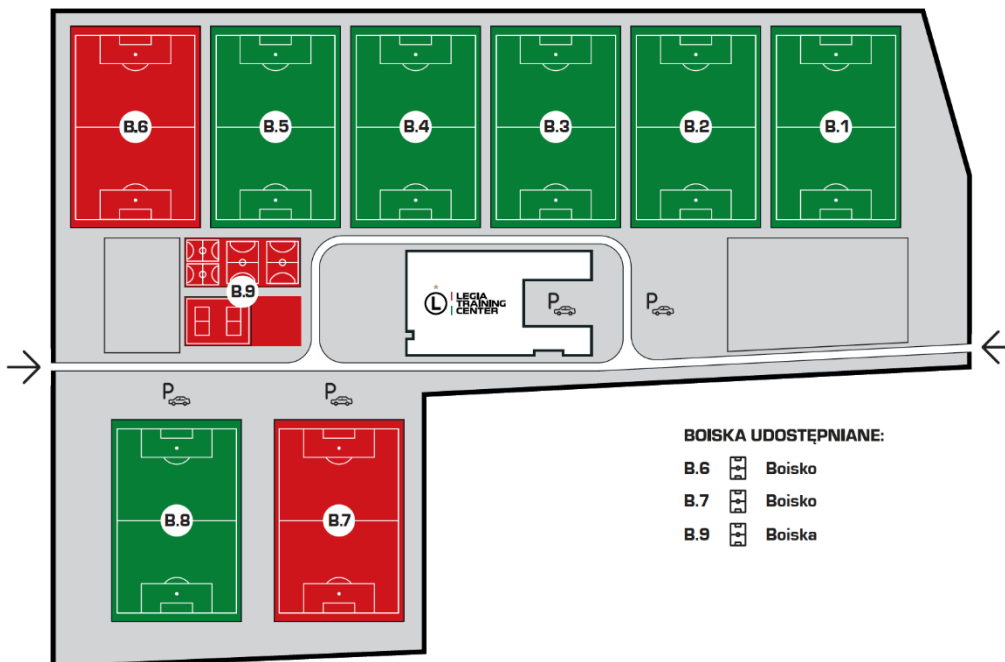 B.6
B.5
B.4
B.3
B.2
B.1
B.9
L
LEGIA
TRAINING
CENTER
P
P
P
P
B.8
B.7
BOISKA UDOSTĘPNIANE:
B.6 Boisko
B.7 Boisko
B.9 Boiska